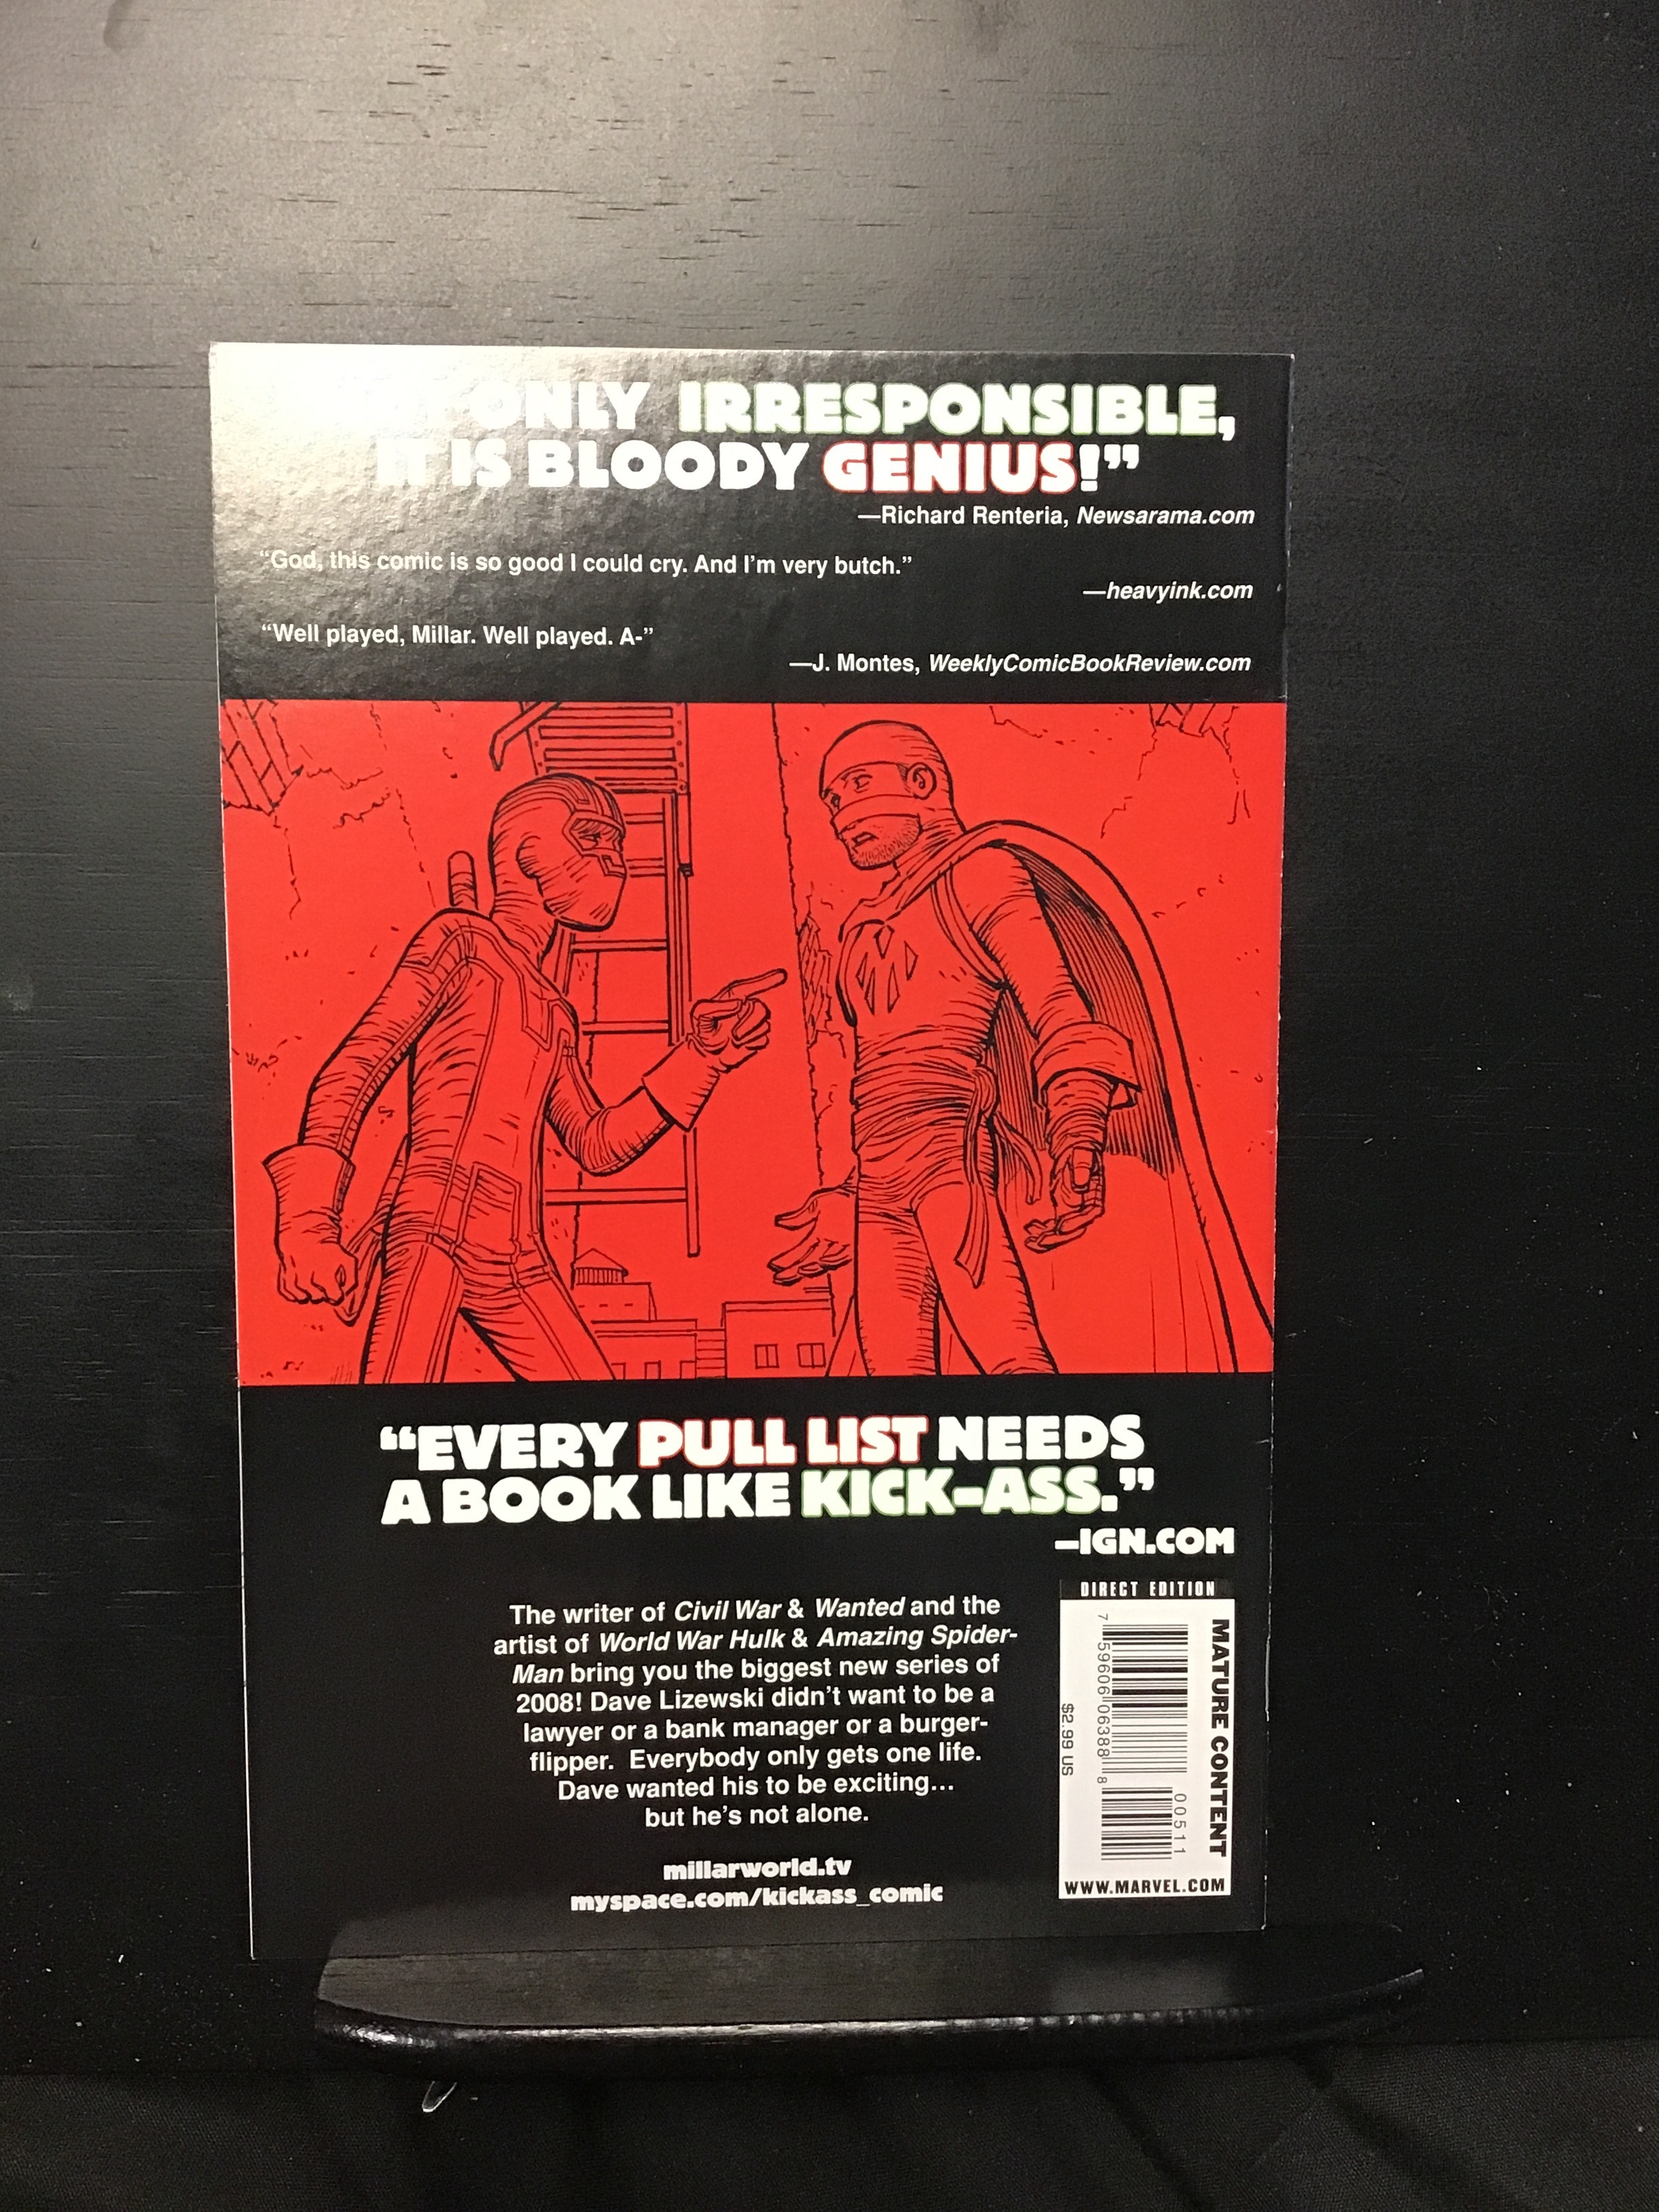 ONLY IRRESPONSIBLE,
IT IS BLOODY GENIUS!”
—Richard Renteria, Newsarama.com
“God, this comic is so good I could cry. And I’m very butch.”
—heavyink.com
“Well played, Millar. Well played. A-”
—J. Montes, WeeklyComicBookReview.com
“EVERY PULL LIST NEEDS
A BOOK LIKE KICK-ASS.”
–IGN.COM
The writer of Civil War & Wanted and the
artist of World War Hulk & Amazing Spider-
Man bring you the biggest new series of
2008! Dave Lizewski didn’t want to be a
lawyer or a bank manager or a burger-
flipper. Everybody only gets one life.
Dave wanted his to be exciting...
but he’s not alone.
millarworld.tv
myspace.com/kickass_comic
DIRECT EDITION
MATURE CONTENT
00511
7 59606 06388 8
$2.99 US
WWW.MARVEL.COM